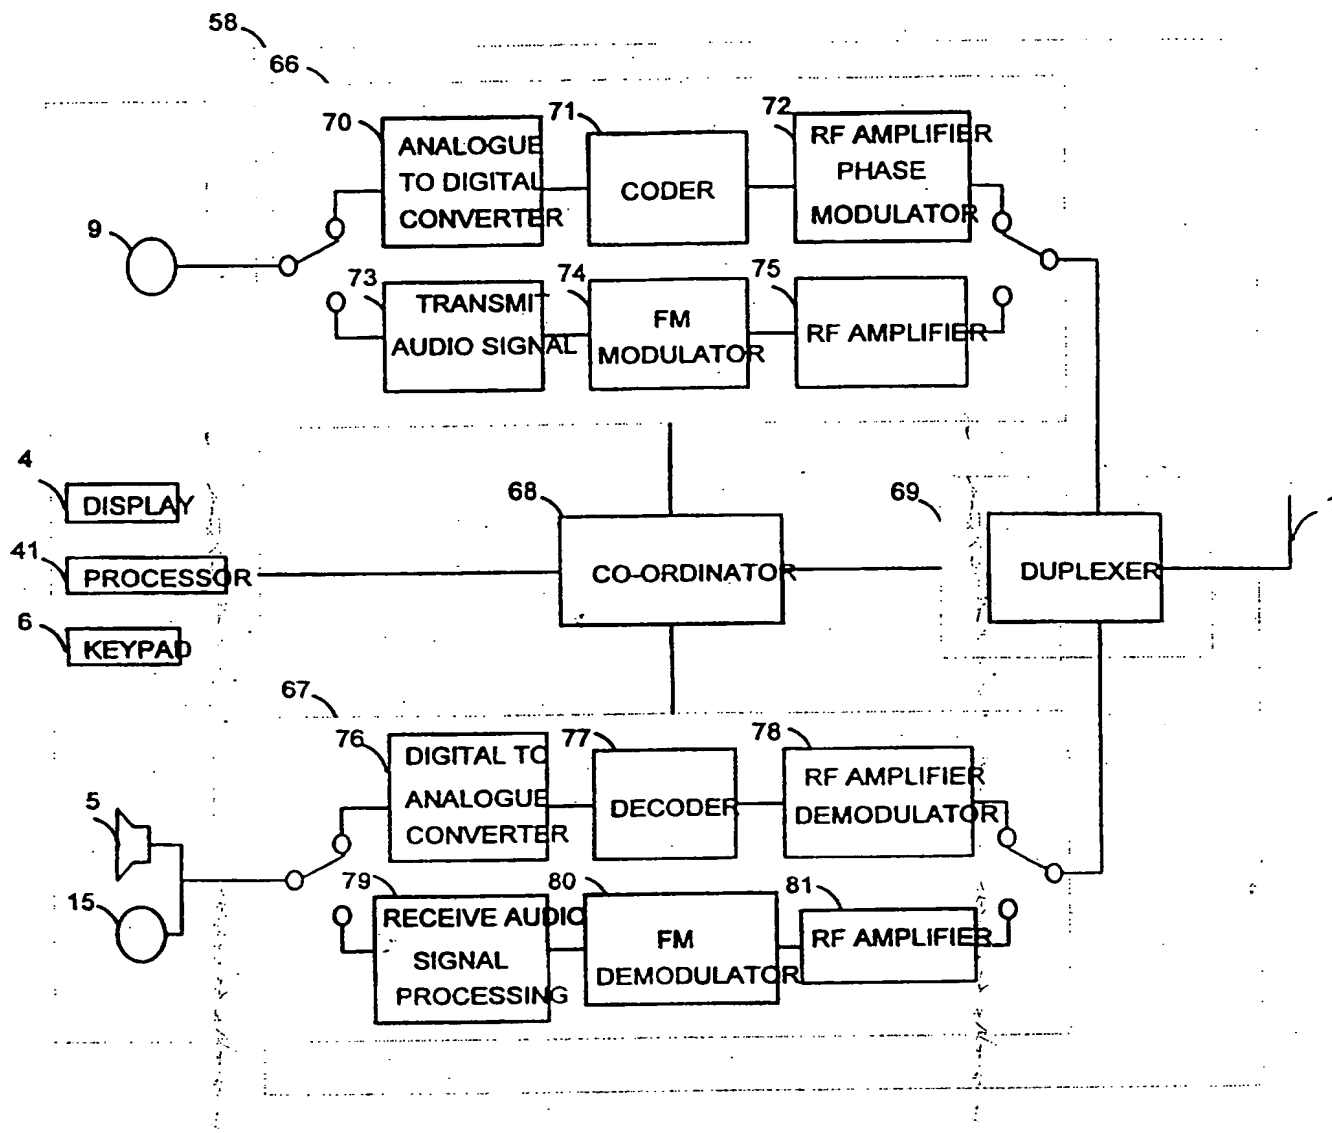 58
66
70
ANALOGUE
TO DIGITAL
CONVERTER
71
CODER
72
RF AMPLIFIER
PHASE
MODULATOR
9
73
TRANSMIT
AUDIO SIGNAL
74
FM
MODULATOR
75
RF AMPLIFIER
4
DISPLAY
41
PROCESSOR
6
KEYPAD
68
CO-ORDINATOR
69
DUPLEXER
67
76
DIGITAL TO
ANALOGUE
CONVERTER
77
DECODER
78
RF AMPLIFIER
DEMODULATOR
5
15
79
RECEIVE AUDIO
SIGNAL
PROCESSING
80
FM
DEMODULATOR
81
RF AMPLIFIER